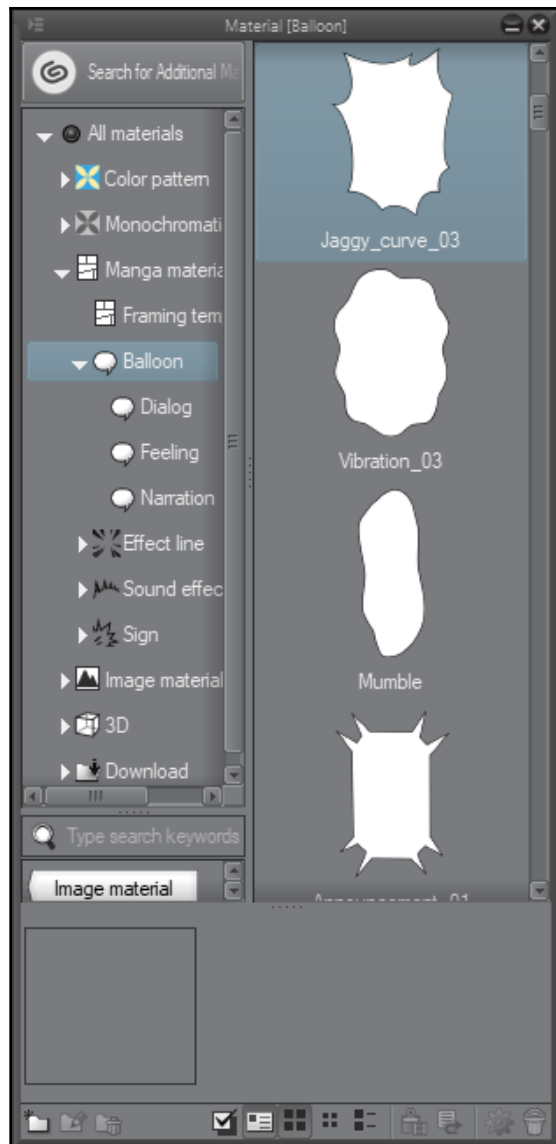 Material [Balloon]
Search for Additional Ma
All materials
Color pattern
Monochromati
Manga materia
Framing tem
Balloon
Dialog
Feeling
Narration
Effect line
Sound effec
Sign
Image material
3D
Download
Type search keywords
Image material
Jaggy_curve_03
Vibration_03
Mumble
Announcement_01